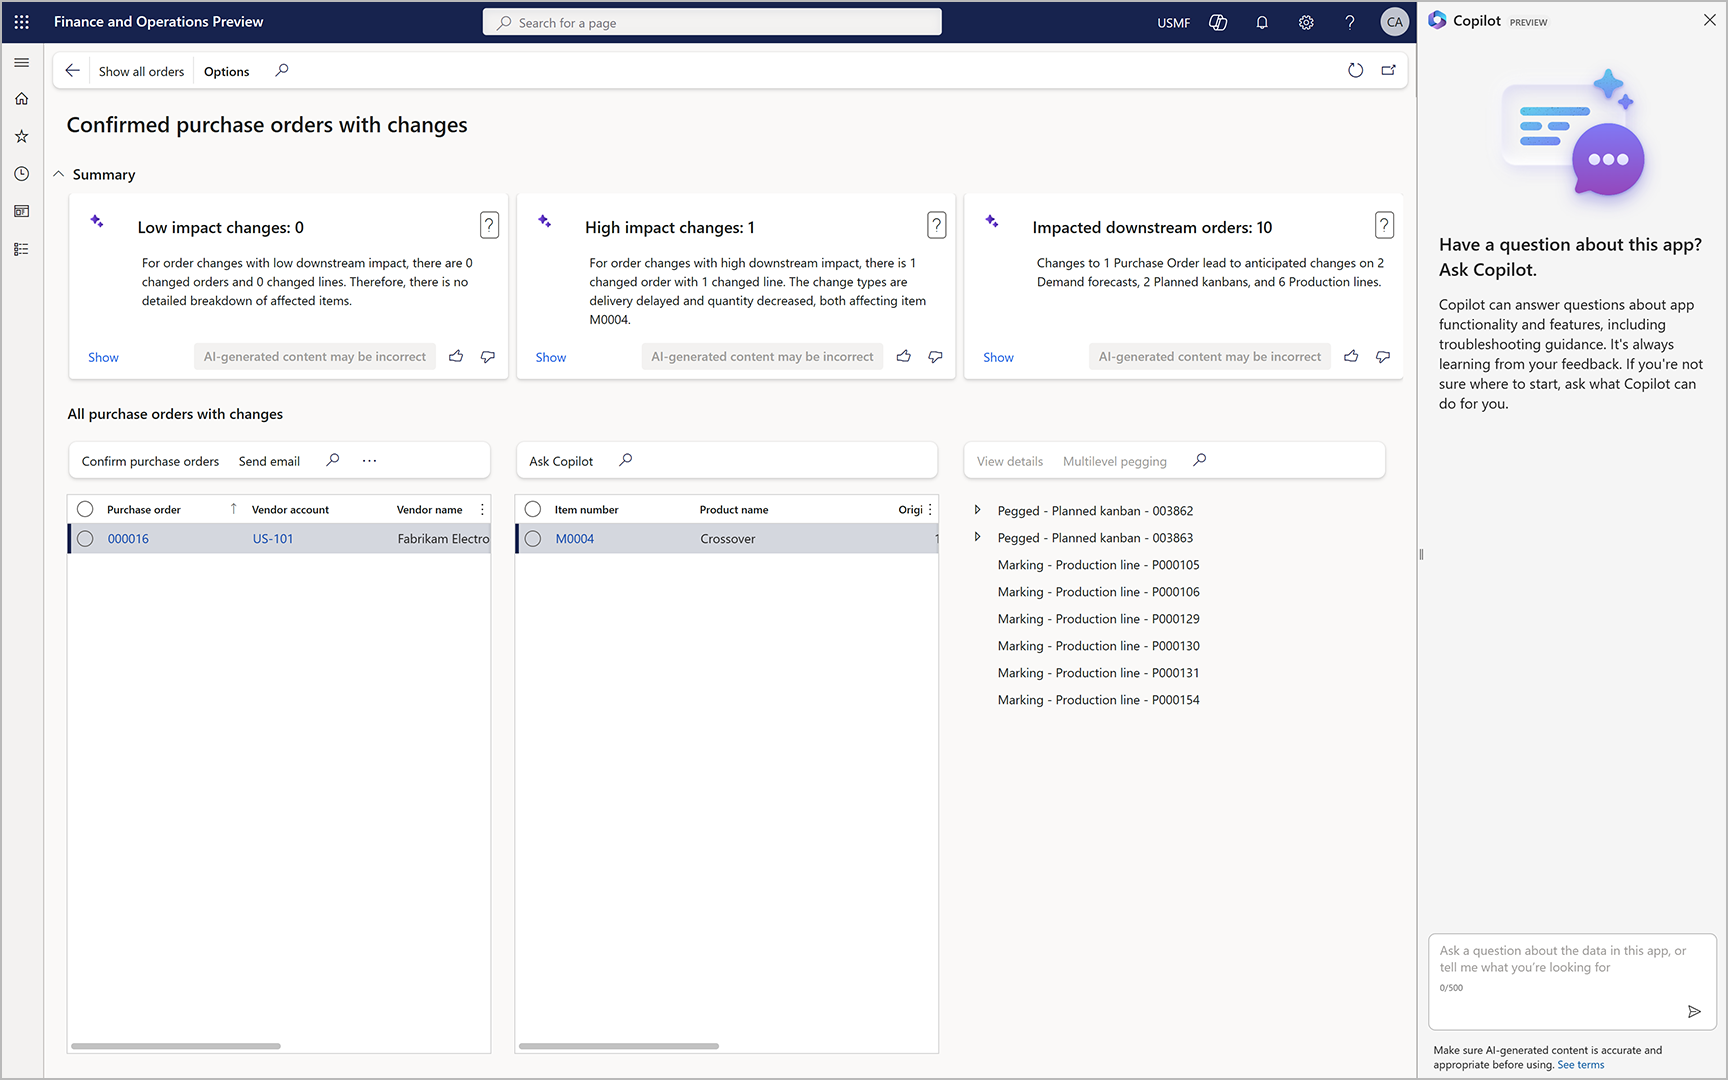 Finance and Operations Preview
Search for a page
USMF
?
CA
Copilot PREVIEW
Show all orders
Options
Confirmed purchase orders with changes
Summary
Low impact changes: 0
?
For order changes with low downstream impact, there are 0
changed orders and 0 changed lines. Therefore, there is no
detailed breakdown of affected items.
Show
AI-generated content may be incorrect
High impact changes: 1
?
For order changes with high downstream impact, there is 1
changed order with 1 changed line. The change types are
delivery delayed and quantity decreased, both affecting item
M0004.
Show
AI-generated content may be incorrect
Impacted downstream orders: 10
?
Changes to 1 Purchase Order lead to anticipated changes on 2
Demand forecasts, 2 Planned kanbans, and 6 Production lines.
Show
AI-generated content may be incorrect
All purchase orders with changes
Confirm purchase orders
Send email
Purchase order
Vendor account
Vendor name
000016
US-101
Fabrikam Electro
Ask Copilot
Item number
Product name
Origi
M0004
Crossover
1
View details
Multilevel pegging
Pegged - Planned kanban - 003862
Pegged - Planned kanban - 003863
Marking - Production line - P000105
Marking - Production line - P000106
Marking - Production line - P000129
Marking - Production line - P000130
Marking - Production line - P000131
Marking - Production line - P000154
Have a question about this app?
Ask Copilot.
Copilot can answer questions about app
functionality and features, including
troubleshooting guidance. It's always
learning from your feedback. If you're not
sure where to start, ask what Copilot can
do for you.
Ask a question about the data in this app, or
tell me what you're looking for
0/500
Make sure AI-generated content is accurate and
appropriate before using. See terms